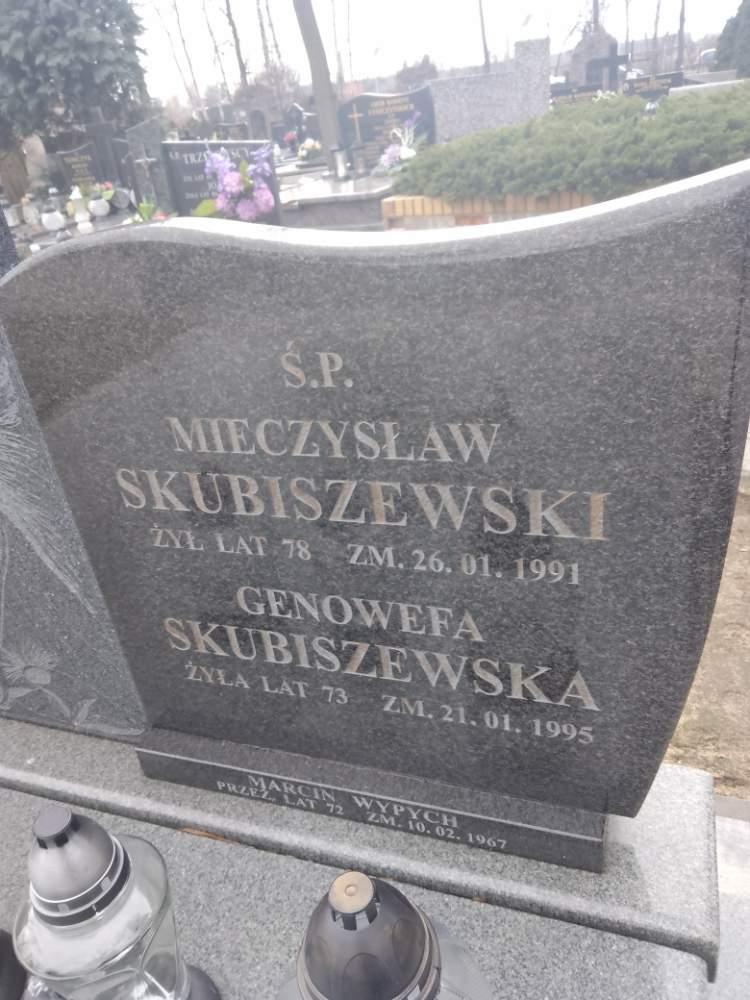 Ś.P.
MIECZYSŁAW
SKUBISZEWSKI
ŻYŁ LAT 78 ZM. 26. 01. 1991
GENOWEFA
SKUBISZEWSKA
ŻYŁA LAT 73 ZM. 21. 01. 1995
MARCIN WYPYCH
PRZEŻ. LAT 72 ZM. 10. 02. 1967